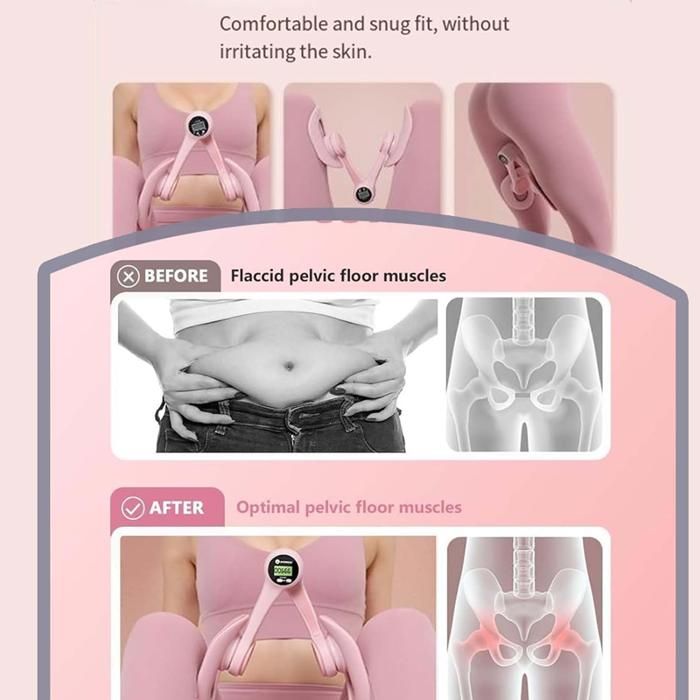 Comfortable and snug fit, without
irritating the skin.
BEFORE
Flaccid pelvic floor muscles
AFTER
Optimal pelvic floor muscles